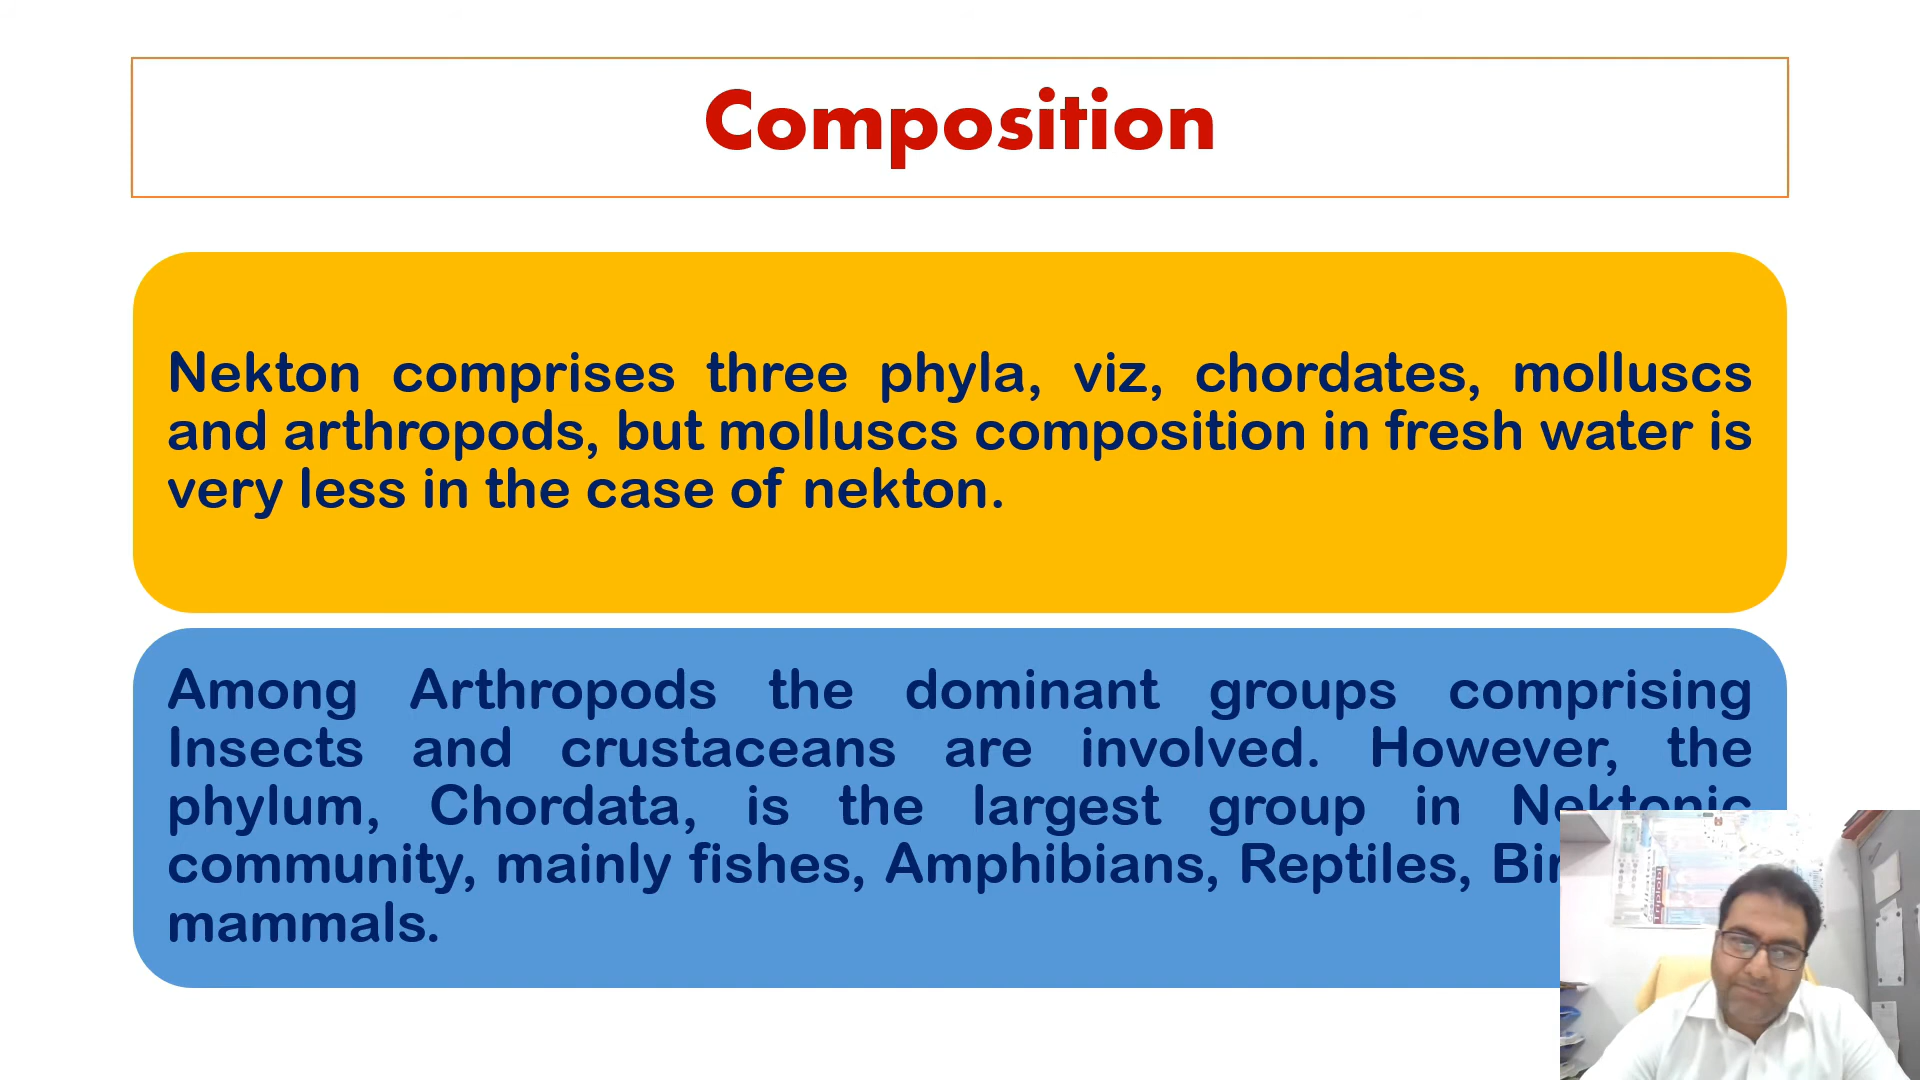 Composition
Nekton comprises three phyla, viz, chordates, molluscs
and arthropods, but molluscs composition in fresh water is
very less in the case of nekton.
Among Arthropods the dominant groups comprising
Insects and crustaceans are involved. However, the
phylum, Chordata, is the largest group in Nektonic
community, mainly fishes, Amphibians, Reptiles,
mammals.